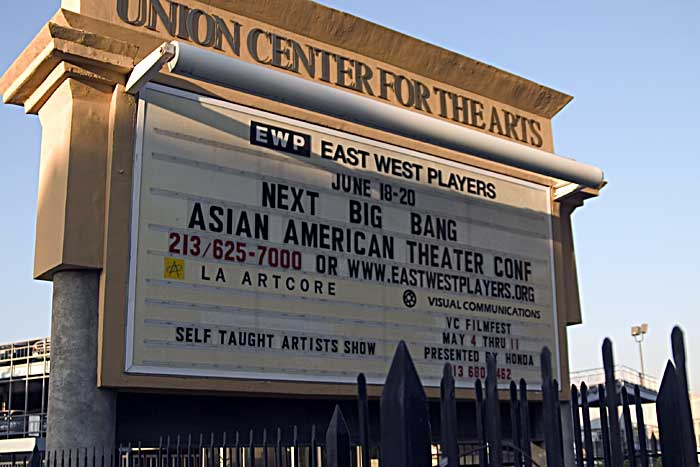 UNION CENTER FOR THE ARTS
EWP EAST WEST PLAYERS
JUNE 18-20
NEXT BIG BANG
ASIAN AMERICAN THEATER CONF
213/625-7000 OR WWW.EASTWESTPLAYERS.ORG
LA ARTCORE
VISUAL COMMUNICATIONS
SELF TAUGHT ARTISTS SHOW
VC FILMFEST
MAY 4 THRU 11
PRESENTED BY HONDA